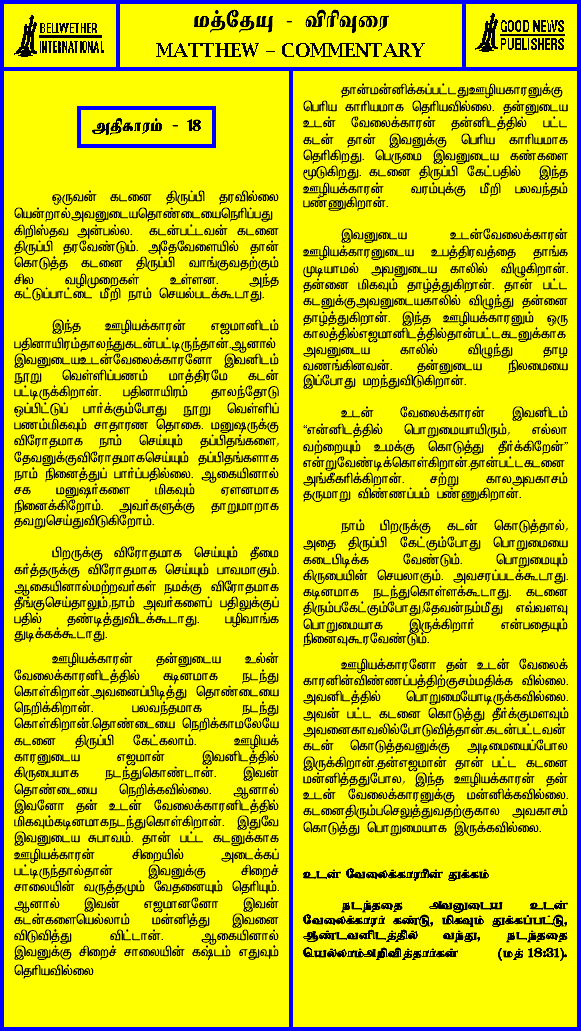 BELLWETHER
INTERNATIONAL
மத்தேயு - விரிவுரை
MATTHEW – COMMENTARY
GOOD NEWS
PUBLISHERS
அதிகாரம் - 18
ஒருவன் கடனை திருப்பி தரவில்லை
யென்றால்அவனுடையதொண்டையைநெரிப்பது
கிறிஸ்தவ அன்பல்ல. கடன்பட்டவன் கடனை
திருப்பி தரவேண்டும். அதேவேளையில் தான்
கொடுத்த கடனை திருப்பி வாங்குவதற்கும்
சில வழிமுறைகள் உள்ளன. அந்த
கட்டுப்பாட்டை மீறி நாம் செயல்படக்கூடாது.
இந்த ஊழியக்காரன் எஜமானிடம்
பதினாயிரம்தாலந்துகடன்பட்டிருந்தான்.ஆனால்
இவனுடையஉடன்வேலைக்காரனோ இவனிடம்
நூறு வெள்ளிப்பணம் மாத்திரமே கடன்
பட்டிருக்கிறான். பதினாயிரம் தாலந்தோடு
ஒப்பிட்டுப் பார்க்கும்போது நூறு வெள்ளிப்
பணம்மிகவும் சாதாரண தொகை. மனுஷருக்கு
விரோதமாக நாம் செய்யும் தப்பிதங்களை,
தேவனுக்குவிரோதமாகசெய்யும் தப்பிதங்களாக
நாம் நினைத்துப் பார்ப்பதில்லை. ஆகையினால்
சக மனுஷர்களை மிகவும் ஏளனமாக
நினைக்கிறோம். அவர்களுக்கு தாறுமாறாக
தவறுசெய்துவிடுகிறோம்.
பிறருக்கு விரோதமாக செய்யும் தீமை
கர்த்தருக்கு விரோதமாக செய்யும் பாவமாகும்.
ஆகையினால்மற்றவர்கள் நமக்கு விரோதமாக
தீங்குசெய்தாலும்,நாம் அவர்களைப் பதிலுக்குப்
பதில் தண்டித்துவிடக்கூடாது. பழிவாங்க
துடிக்கக்கூடாது.
ஊழியக்காரன் தன்னுடைய உல்ன்
வேலைக்காரனிடத்தில் கடினமாக நடந்து
கொள்கிறான்.அவனைப்பிடித்து தொண்டையை
நெறிக்கிறான். பலவந்தமாக நடந்து
கொள்கிறான்.தொண்டையை நெறிக்காமலேயே
கடனை திருப்பி கேட்கலாம். ஊழியக்
காரனுடைய எஜமான் இவனிடத்தில்
கிருபையாக நடந்துகொண்டான். இவன்
தொண்டையை நெறிக்கவில்லை. ஆனால்
இவனோ தன் உடன் வேலைக்காரனிடத்தில்
மிகவும்கடினமாகநடந்துகொள்கிறான். இதுவே
இவனுடைய சுபாவம். தான் பட்ட கடனுக்காக
ஊழியக்காரன் சிறையில் அடைக்கப்
பட்டிருந்தால்தான் இவனுக்கு சிறைச்
சாலையின் வருத்தமும் வேதனையும் தெரியும்.
ஆனால் இவன் எஜமானனோ இவன்
கடன்களையெல்லாம் மன்னித்து இவனை
விடுவித்து விட்டான். ஆகையினால்
இவனுக்கு சிறைச் சாலையின் கஷ்டம் எதுவும்
தெரியவில்லை
தான்மன்னிக்கப்பட்டதுஊழியகாரனுக்கு
பெரிய காரியமாக தெரியவில்லை. தன்னுடைய
உடன் வேலைக்காரன் தன்னிடத்தில் பட்ட
கடன் தான் இவனுக்கு பெரிய காரியமாக
தெரிகிறது. பெருமை இவனுடைய கண்களை
மூடுகிறது. கடனை திருப்பி கேட்பதில் இந்த
ஊழியக்காரன் வரம்புக்கு மீறி பலவந்தம்
பண்ணுகிறான்.
இவனுடைய உடன்வேலைக்காரன்
ஊழியக்காரனுடைய உபத்திரவத்தை தாங்க
முடியாமல் அவனுடைய காலில் விழுகிறான்.
தன்னை மிகவும் தாழ்த்துகிறான். தான் பட்ட
கடனுக்குஅவனுடையகாலில் விழுந்து தன்னை
தாழ்த்துகிறான். இந்த ஊழியக்காரனும் ஒரு
காலத்தில்எஜமானிடத்தில்தான்பட்டகடனுக்காக
அவனுடைய காலில் விழுந்து தாழ
வணங்கினவன். தன்னுடைய நிலமையை
இப்போது மறந்துவிடுகிறான்.
உடன் வேலைக்காரன் இவனிடம்
“என்னிடத்தில் பொறுமையாயிரும், எல்லா
வற்றையும் உமக்கு கொடுத்து தீர்க்கிறேன்”
என்றுவேண்டிக்கொள்கிறான்.தான்பட்டகடனை
அங்கீகரிக்கிறான். சற்று காலஅவகாசம்
தருமாறு விண்ணப்பம் பண்ணுகிறான்.
நாம் பிறருக்கு கடன் கொடுத்தால்,
அதை திருப்பி கேட்கும்போது பொறுமையை
கடைபிடிக்க வேண்டும். பொறுமையும்
கிருபையின் செயலாகும். அவசரப்படக்கூடாது.
கடினமாக நடந்துகொள்ளக்கூடாது. கடனை
திரும்பகேட்கும்போது,தேவன்நம்மீது எவ்வளவு
பொறுமையாக இருக்கிறார் என்பதையும்
நினைவுகூரவேண்டும்.
ஊழியக்காரனோ தன் உடன் வேலைக்
காரனின்விண்ணப்பத்திற்குசம்மதிக்க வில்லை.
அவனிடத்தில் பொறுமையோடிருக்கவில்லை.
அவன் பட்ட கடனை கொடுத்து தீர்க்குமளவும்
அவனைகாவலில்போடுவித்தான்.கடன்பட்டவன்
கடன் கொடுத்தவனுக்கு அடிமையைப்போல
இருக்கிறான்.தன்எஜமான் தான் பட்ட கடனை
மன்னித்ததுபோல, இந்த ஊழியக்காரன் தன்
உடன் வேலைக்காரனுக்கு மன்னிக்கவில்லை.
கடனைதிரும்பசெலுத்துவதற்குகால அவகாசம்
கொடுத்து பொறுமையாக இருக்கவில்லை.
உடன் வேலைக்காரரின் துக்கம்
நடந்ததை அவனுடைய உடன்
வேலைக்காரர் கண்டு, மிகவும் துக்கப்பட்டு,
ஆண்டவனிடத்தில் வந்து, நடந்ததை
யெல்லாம்அறிவித்தார்கள் (மத் 18:31).